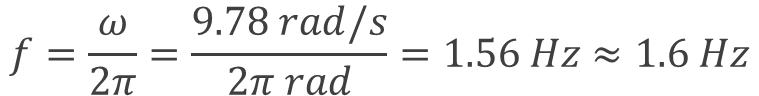 f = ω/2π = 9.78 rad/s / 2π rad = 1.56 Hz ≈ 1.6 Hz